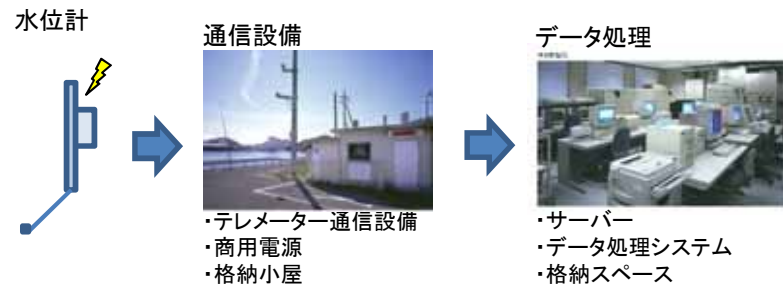 水位計
通信設備
・テレメーター通信設備
・商用電源
・格納小屋
データ処理
・サーバー
・データ処理システム
・格納スペース